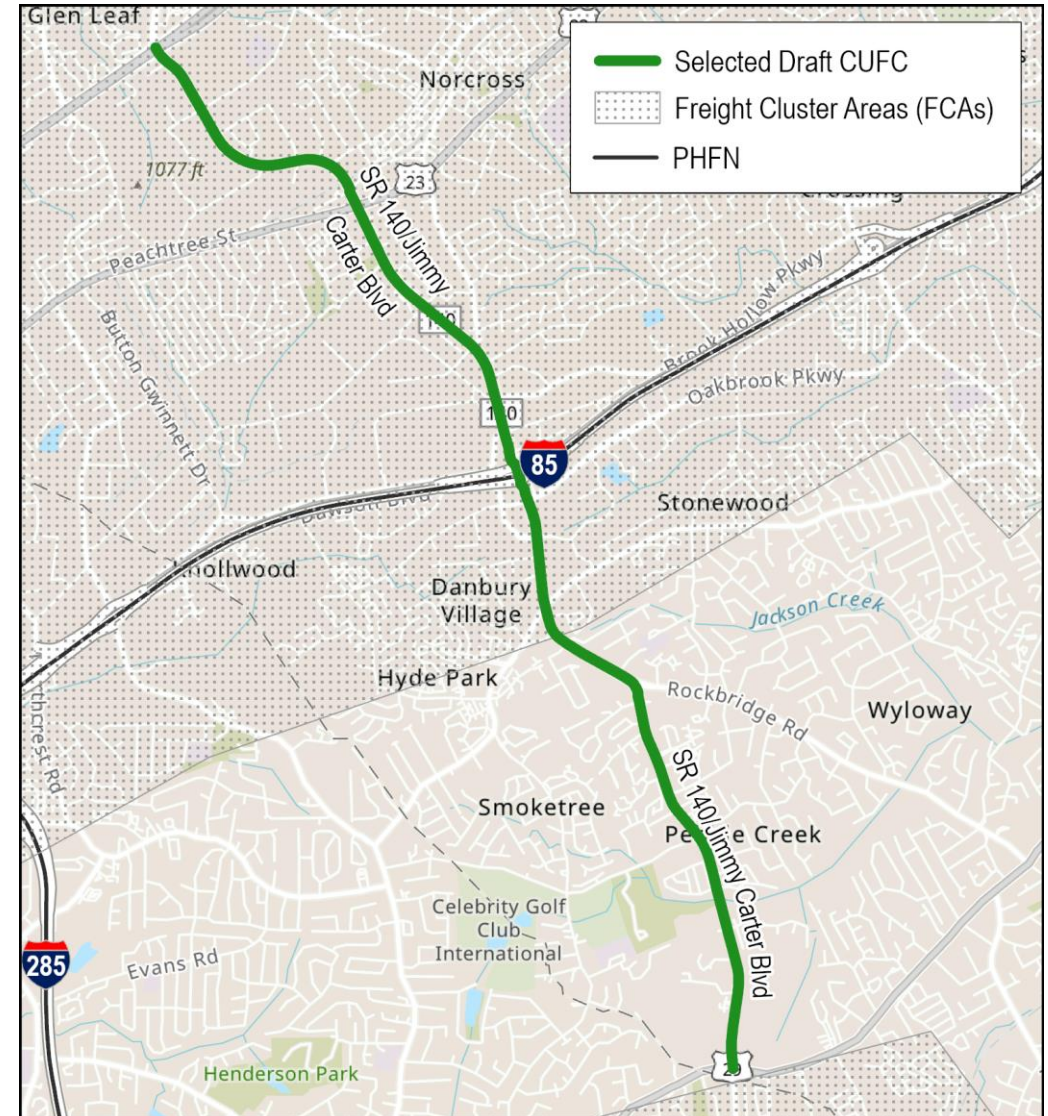 Glen Leaf
Norcross
Selected Draft CUFC
Freight Cluster Areas (FCAs)
PHFN
1077 ft
23
SR 140/Jimmy
Carter Blvd
Peachtree St
Button Gwinnett Dr
Brook Hollow Pkwy
Oakbrook Pkwy
85
Stonewood
Danbury
Village
Jackson Creek
Hyde Park
Rockbridge Rd
Wyloway
Smoketree
SR 140/Jimmy Carter Blvd
Creek
Celebrity Golf
Club
International
285
Evans Rd
Henderson Park
29